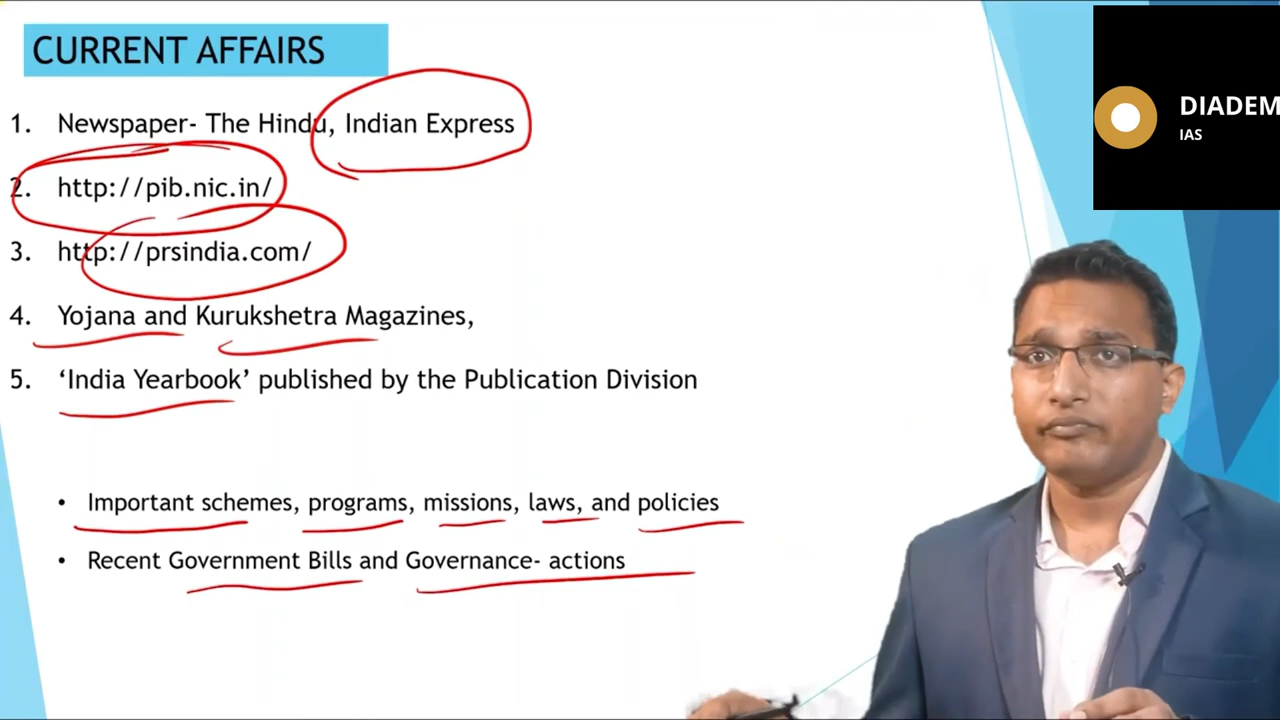 CURRENT AFFAIRS
DIADEM
IAS
1. Newspaper- The Hindu, Indian Express
2. http://pib.nic.in/
3. http://prsindia.com/
4. Yojana and Kurukshetra Magazines,
5. ‘India Yearbook’ published by the Publication Division
• Important schemes, programs, missions, laws, and policies
• Recent Government Bills and Governance- actions